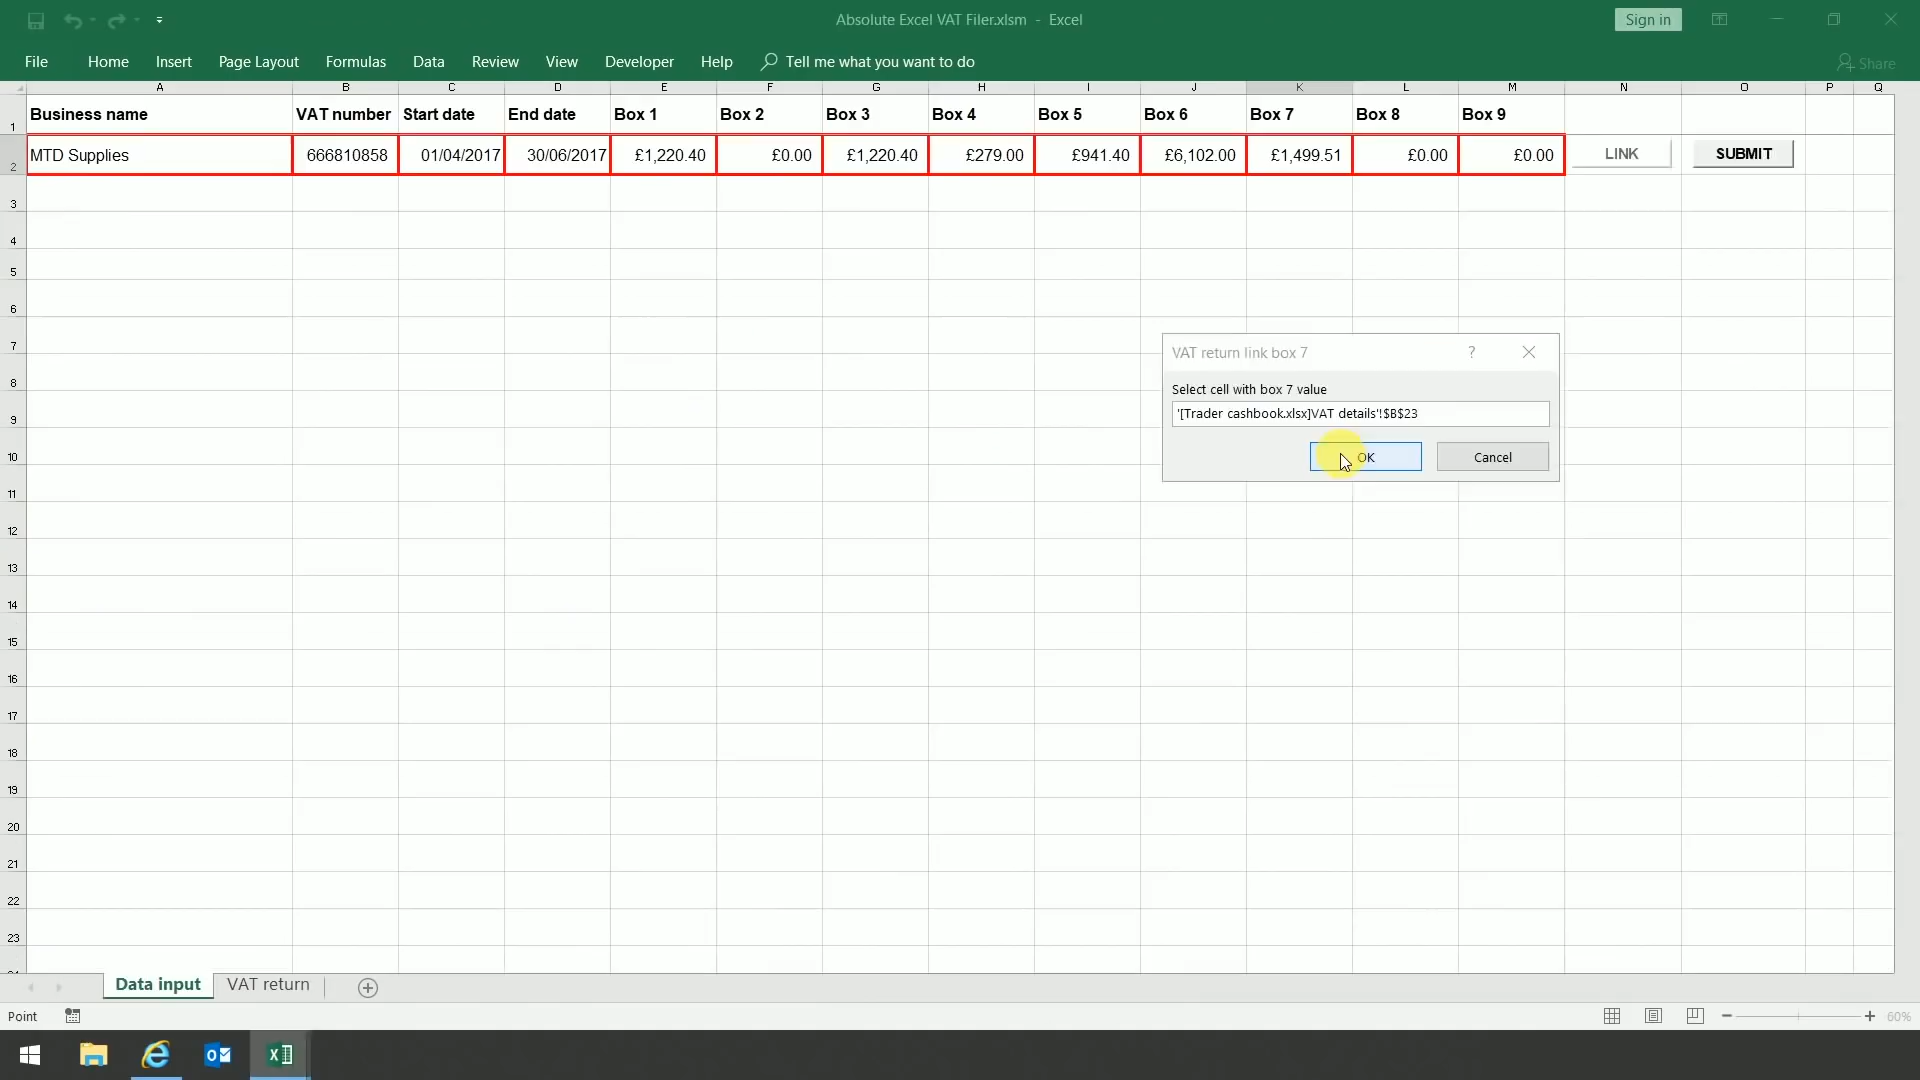 Absolute Excel VAT Filer.xlsm - Excel
Sign in
File Home Insert Page Layout Formulas Data Review View Developer Help Tell me what you want to do Share
A B C D E F G H I J K L M N O P Q
1 Business name VAT number Start date End date Box 1 Box 2 Box 3 Box 4 Box 5 Box 6 Box 7 Box 8 Box 9
2 MTD Supplies 666810858 01/04/2017 30/06/2017 £1,220.40 £0.00 £1,220.40 £279.00 £941.40 £6,102.00 £1,499.51 £0.00 £0.00 LINK SUBMIT
3
4
5
6
7
8
9
10
11
12
13
14
15
16
17
18
19
20
21
22
23
VAT return link box 7 ?
Select cell with box 7 value
'[Trader cashbook.xlsx]VAT details'!$B$23
OK Cancel
Data input VAT return
Point
60%